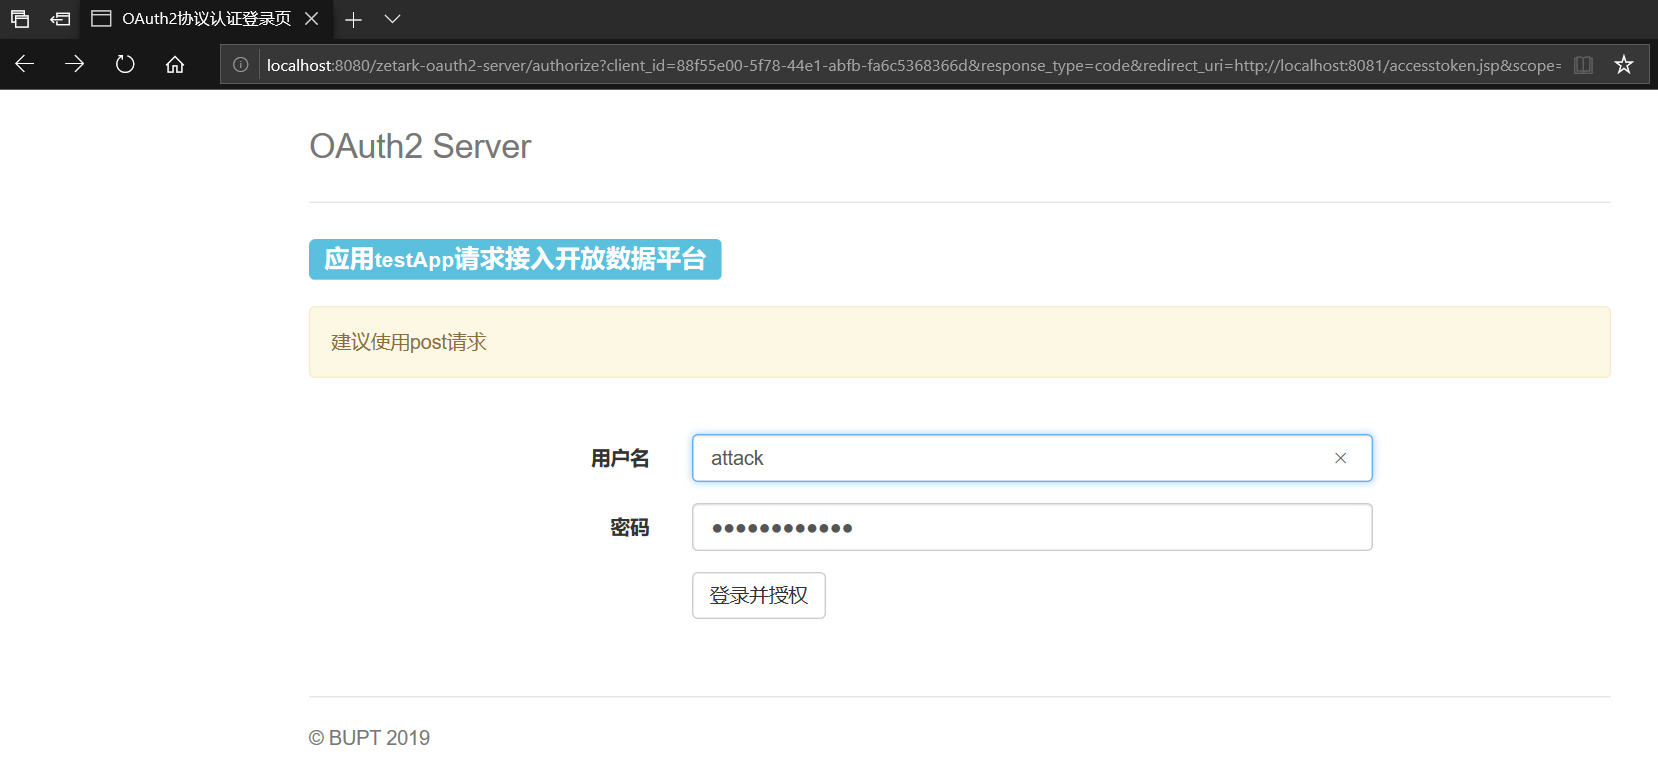 OAuth2协议认证登录页
localhost:8080/zetark-oauth2-server/authorize?client_id=88f55e00-5f78-44e1-abfb-fa6c5368366d&response_type=code&redirect_uri=http://localhost:8081/accesstoken.jsp&scope=
OAuth2 Server
应用testApp请求接入开放数据平台
建议使用post请求
用户名 attack
密码 ●●●●●●●●●●●●
登录并授权
© BUPT 2019